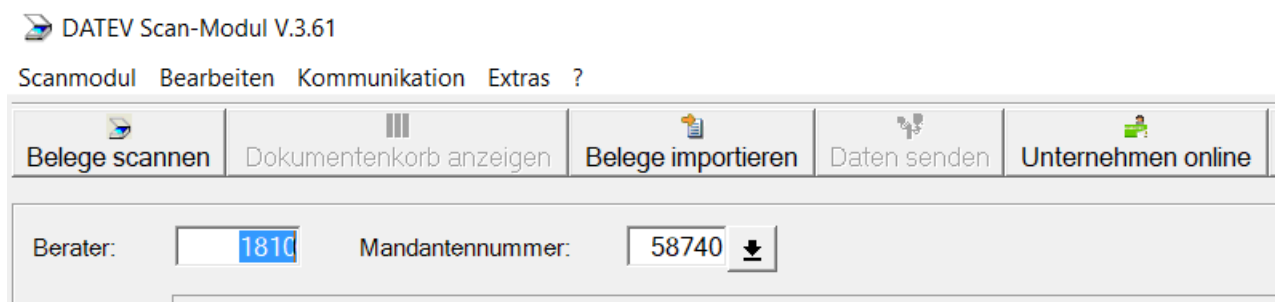 DATEV Scan-Modul V.3.61
Scanmodul Bearbeiten Kommunikation Extras ?
Belege scannen Dokumentenkorb anzeigen Belege importieren Daten senden Unternehmen online
Berater: 1810 Mandantennummer: 58740